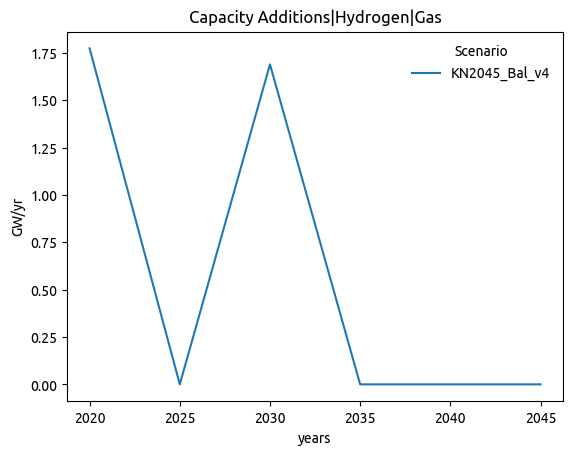 Capacity Additions|Hydrogen|Gas
Scenario
KN2045_Bal_v4
GW/yr
1.75
1.50
1.25
1.00
0.75
0.50
0.25
0.00
2020 2025 2030 2035 2040 2045
years